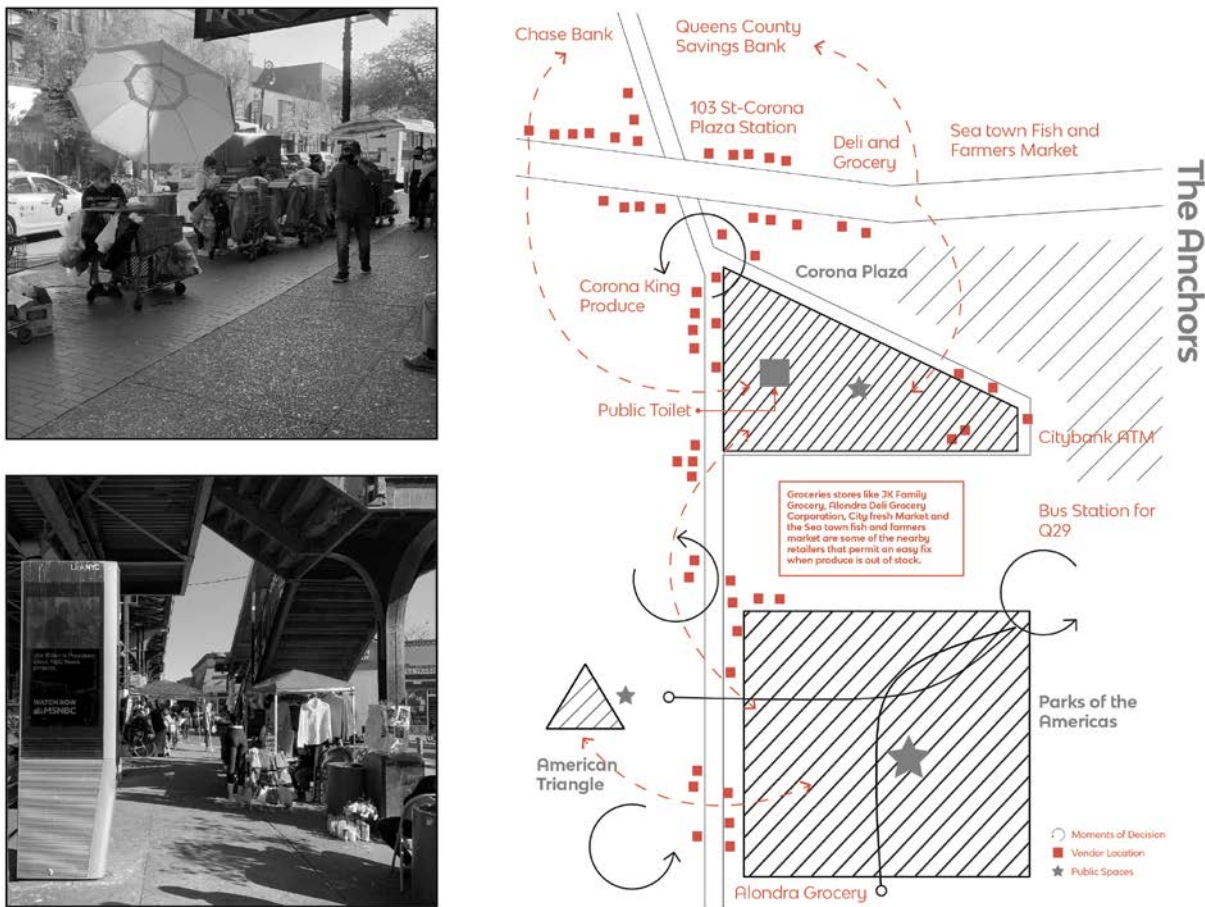 LinkNYC
WATCH NOW
MSNBC
Chase Bank
Queens County
Savings Bank
103 St-Corona
Plaza Station
Deli and
Grocery
Sea town Fish and
Farmers Market
The Anchors
Corona Plaza
Corona King
Produce
Public Toilet
Citybank ATM
Groceries stores like JK Family
Grocery, Alondra Deli Grocery
Corporation, City fresh Market and
the Sea town fish and farmers
market are some of the nearby
retailers that permit an easy fix
when produce is out of stock.
Bus Station for
Q29
Parks of the
Americas
American
Triangle
Alondra Grocery
Moments of Decision
Vendor Location
Public Spaces